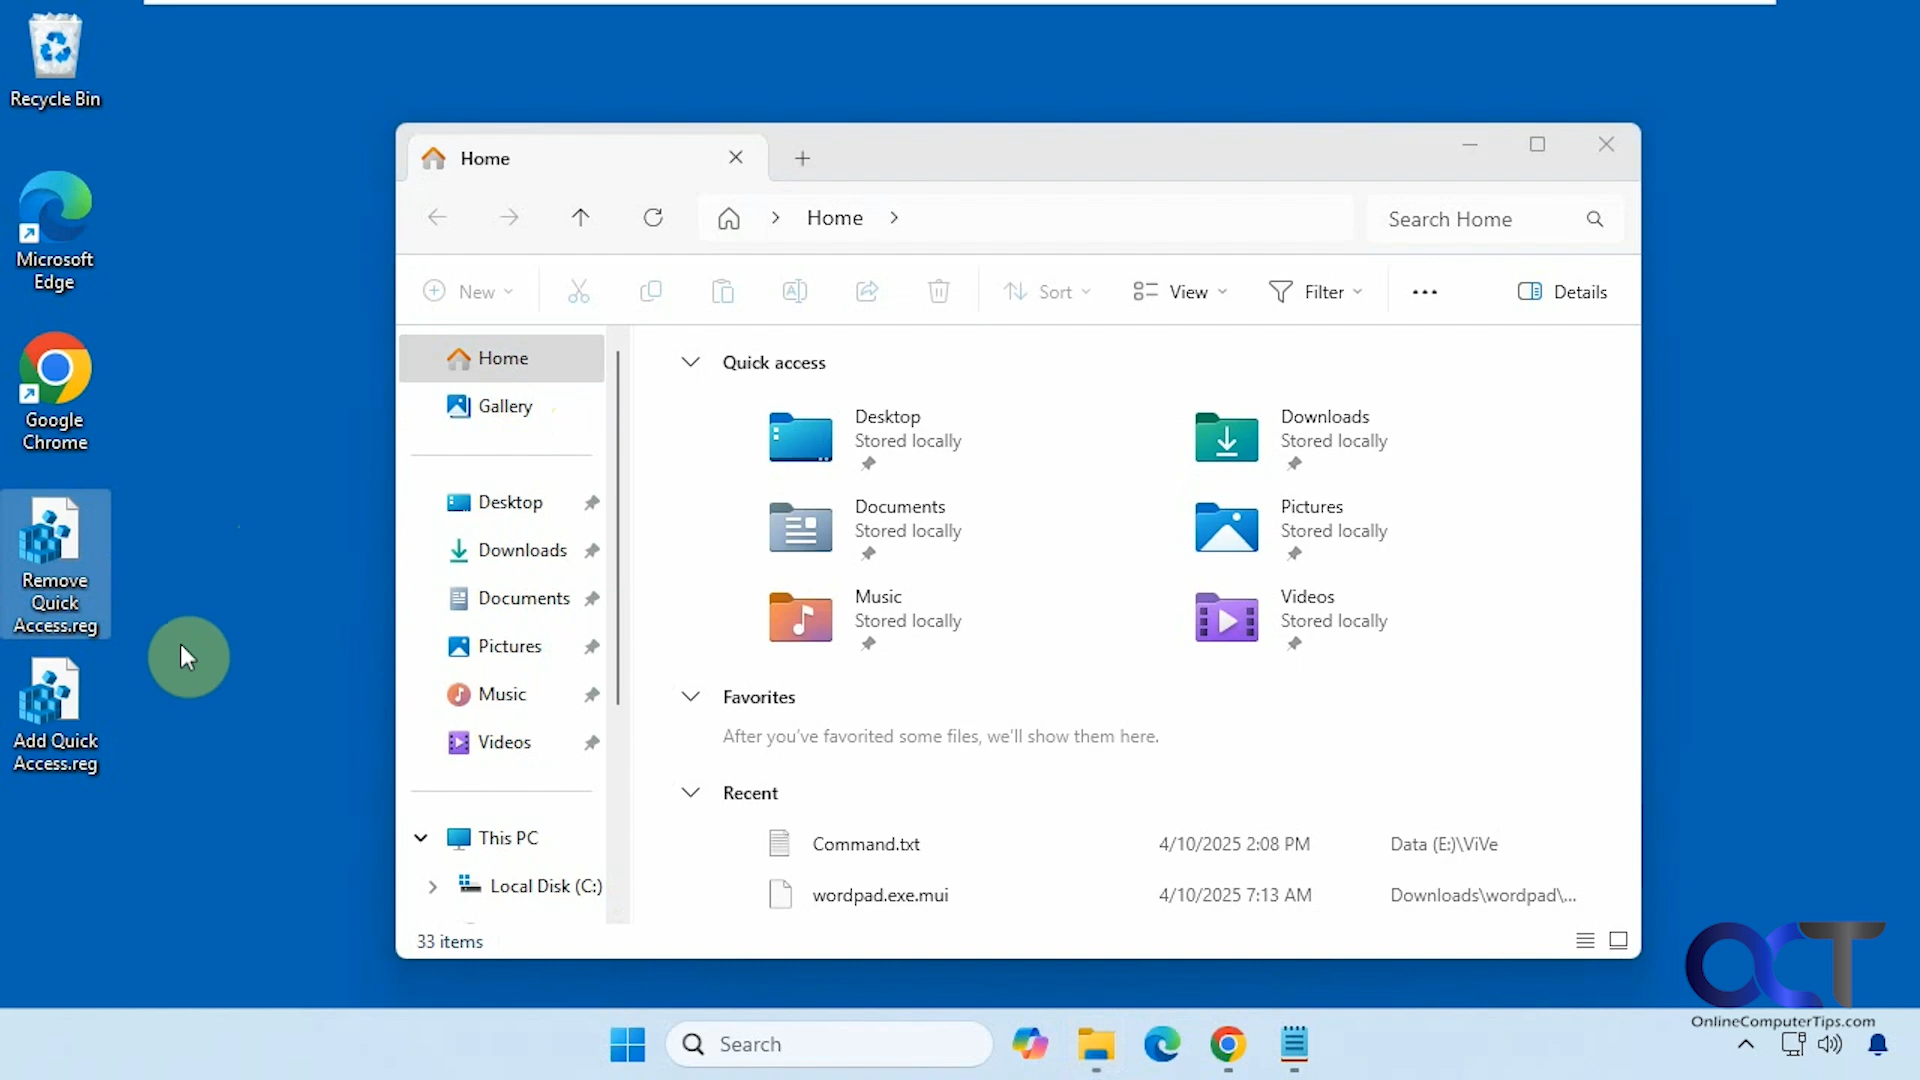 Recycle Bin
Microsoft
Edge
Google
Chrome
Remove
Quick
Access.reg
Add Quick
Access.reg
Home
Home
Search Home
New
Sort
View
Filter
Details
Home
Gallery
Desktop
Downloads
Documents
Pictures
Music
Videos
This PC
Local Disk (C:)
Quick access
Desktop
Stored locally
Downloads
Stored locally
Documents
Stored locally
Pictures
Stored locally
Music
Stored locally
Videos
Stored locally
Favorites
After you've favorited some files, we'll show them here.
Recent
Command.txt 4/10/2025 2:08 PM Data (E:)\ViVe
wordpad.exe.mui 4/10/2025 7:13 AM Downloads\wordpad\...
33 items
OCT
OnlineComputerTips.com
Search